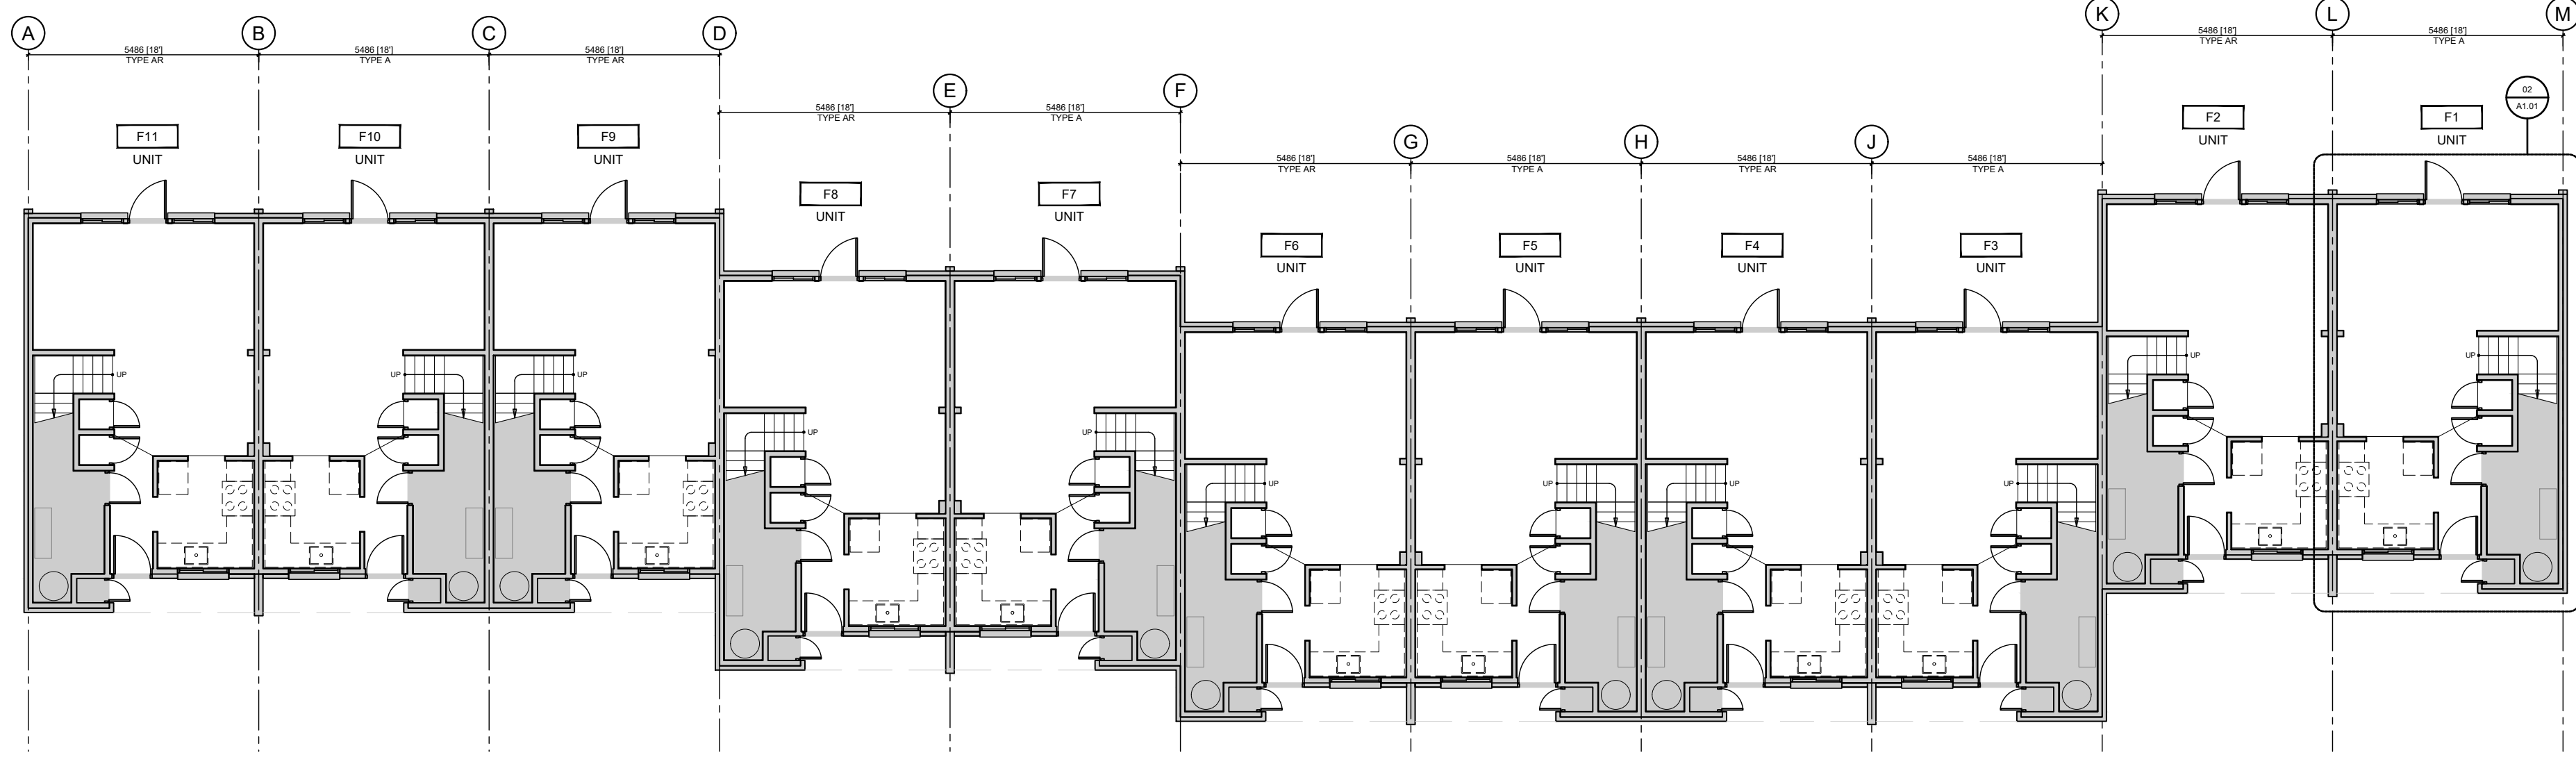 A
B
C
D
E
F
G
H
J
K
L
M
5486 [18']
TYPE AR
5486 [18']
TYPE A
5486 [18']
TYPE AR
5486 [18']
TYPE AR
5486 [18']
TYPE A
5486 [18']
TYPE AR
5486 [18']
TYPE A
5486 [18']
TYPE AR
5486 [18']
TYPE A
5486 [18']
TYPE AR
5486 [18']
TYPE A
02
A1.01
F11
UNIT
F10
UNIT
F9
UNIT
F8
UNIT
F7
UNIT
F6
UNIT
F5
UNIT
F4
UNIT
F3
UNIT
F2
UNIT
F1
UNIT
UP
UP
UP
UP
UP
UP
UP
UP
UP
UP
UP